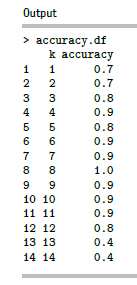 Output
> accuracy.df
k accuracy
1 1 0.7
2 2 0.7
3 3 0.8
4 4 0.9
5 5 0.8
6 6 0.9
7 7 0.9
8 8 1.0
9 9 0.9
10 10 0.9
11 11 0.9
12 12 0.8
13 13 0.4
14 14 0.4